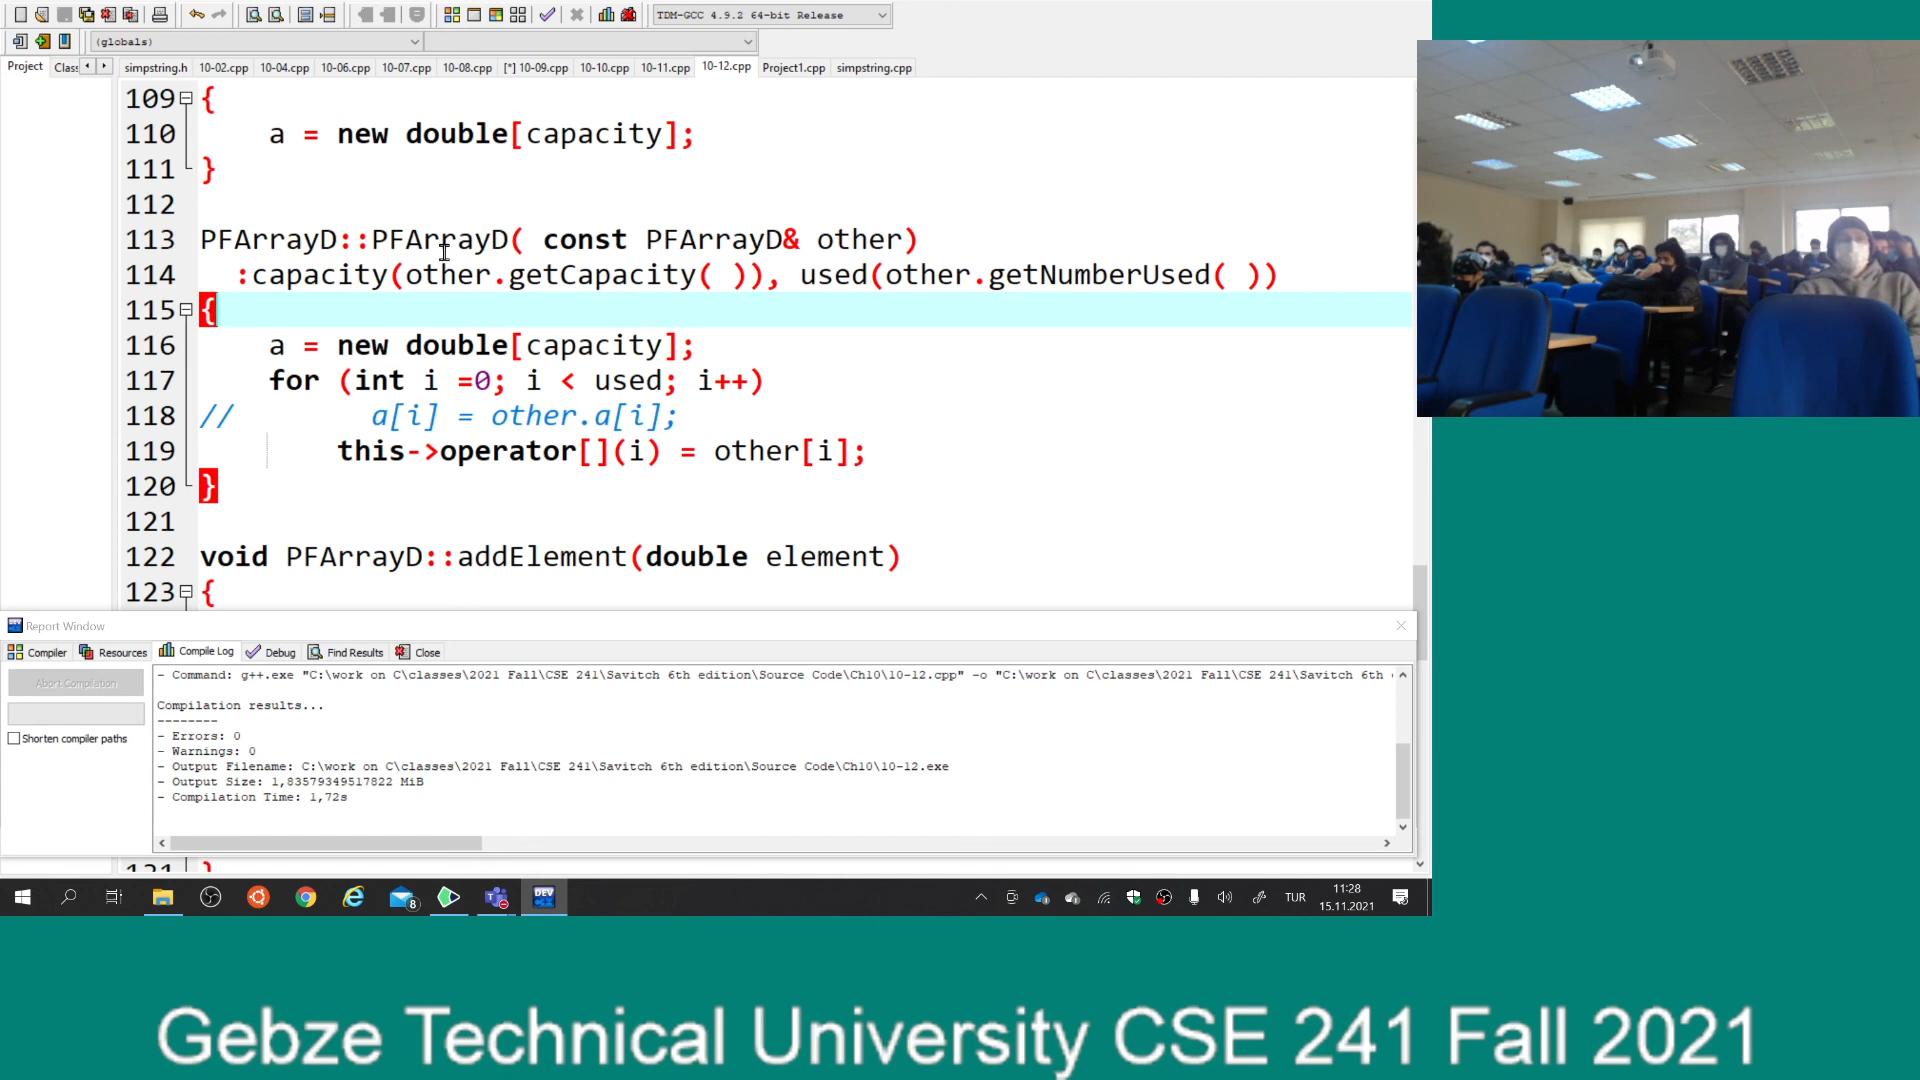 TDM-GCC 4.9.2 64-bit Release
(globals)
Project Clas simpstring.h 10-02.cpp 10-04.cpp 10-06.cpp 10-07.cpp 10-08.cpp [*] 10-09.cpp 10-10.cpp 10-11.cpp 10-12.cpp Project1.cpp simpstring.cpp
109 {
110 a = new double[capacity];
111 }
112
113 PFArrayD::PFArrayD( const PFArrayD& other)
114 :capacity(other.getCapacity( )), used(other.getNumberUsed( ))
115 {
116 a = new double[capacity];
117 for (int i =0; i < used; i++)
118 // a[i] = other.a[i];
119 this->operator[](i) = other[i];
120 }
121
122 void PFArrayD::addElement(double element)
123 {
Report Window
Compiler Resources Compile Log Debug Find Results Close
Abort Compilation
Shorten compiler paths
- Command: g++.exe "C:\work on C\classes\2021 Fall\CSE 241\Savitch 6th edition\Source Code\Ch10\10-12.cpp" -o "C:\work on C\classes\2021 Fall\CSE 241\Savitch 6th
Compilation results...
--------
- Errors: 0
- Warnings: 0
- Output Filename: C:\work on C\classes\2021 Fall\CSE 241\Savitch 6th edition\Source Code\Ch10\10-12.exe
- Output Size: 1,83579349517822 MiB
- Compilation Time: 1,72s
131 }
8
DEV
TUR
11:28
15.11.2021
Gebze Technical University CSE 241 Fall 2021